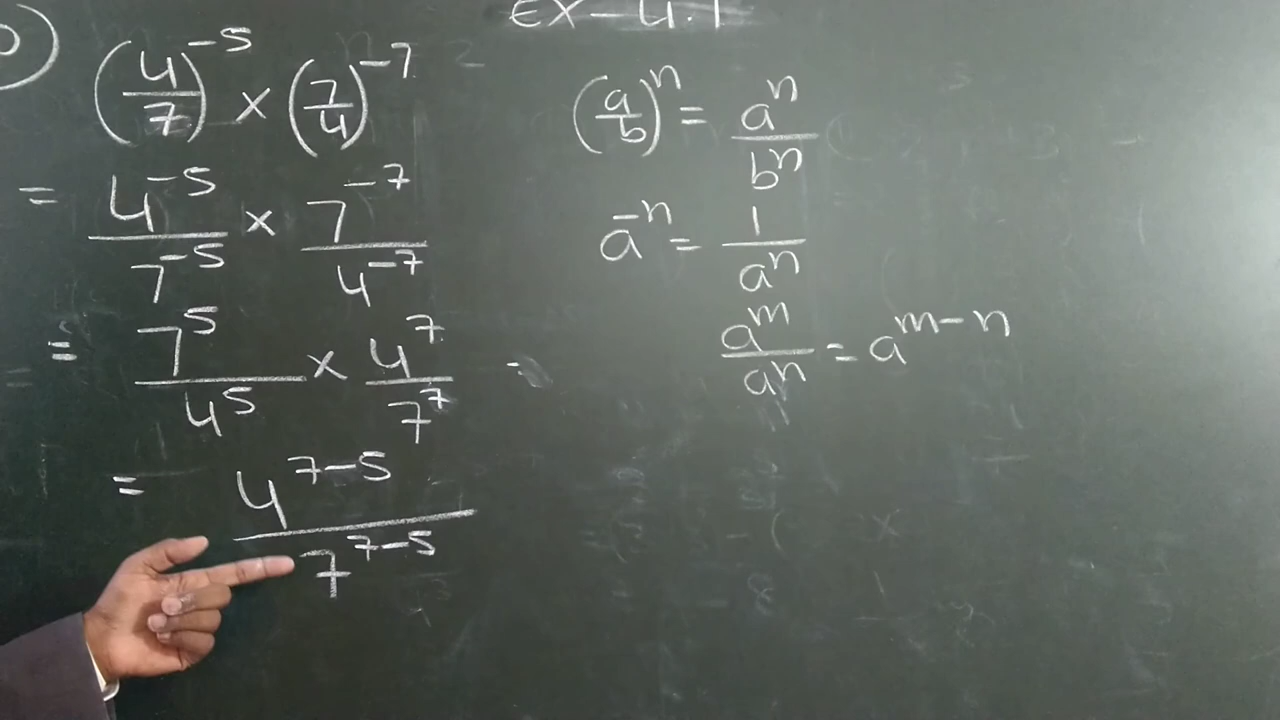 Ex-4.1
(4/7)^-5 × (7/4)^-7
= 4^-5/7^-5 × 7^-7/4^-7
= 7^5/4^5 × 4^7/7^7 =
= 4^7-5/7^7-5
(a/b)^n = a^n/b^n
a^-n = 1/a^n
a^m/a^n = a^m-n